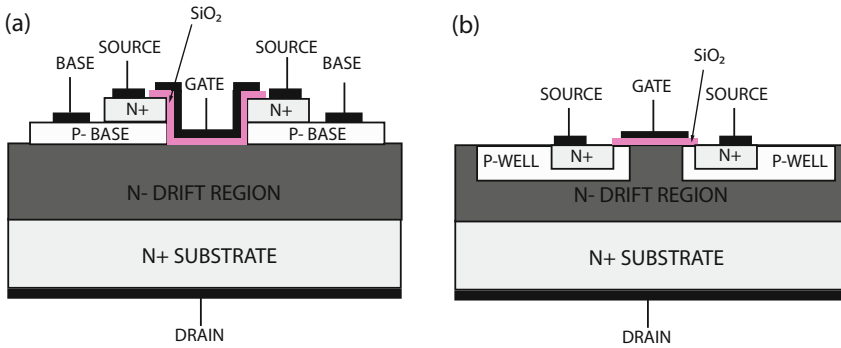 (a)
SiO₂
SOURCE
SOURCE
BASE
BASE
GATE
N+
N+
P- BASE
P- BASE
N- DRIFT REGION
N+ SUBSTRATE
DRAIN
(b)
SiO₂
GATE
SOURCE
SOURCE
P-WELL
N+
N+
P-WELL
N- DRIFT REGION
N+ SUBSTRATE
DRAIN